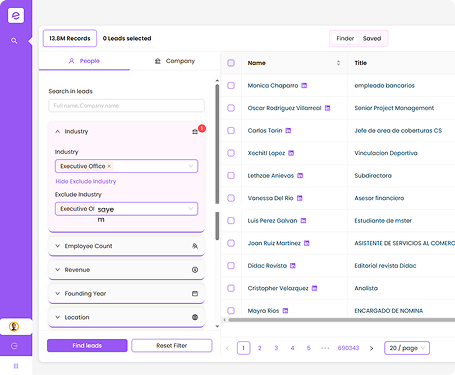 13.8M Records
0 Leads selected
Finder
Saved
People
Company
Search in leads
Full name, Company name
Industry
1
Industry
Executive Office ×
Hide Exclude Industry
Exclude Industry
Executive Of
saye
m
Employee Count
Revenue
Founding Year
Location
Find leads
Reset Filter
Name
Title
Monica Chaparro
empleado bancarios
Oscar Rodríguez Villarreal
Senior Project Management
Carlos Torin
Jefe de area de coberturas CS
Xochitl Lopez
Vinculacion Deportiva
Lethzae Anievas
Subdirectora
Vanessa Del Río
Asesor financiero
Luis Perez Galvan
Estudiante de mster
Joan Ruiz Martinez
ASISTENTE DE SERVICIOS AL COMERC
Didac Revista
Editorial revista Didac
Cristopher Velazquez
Analista
Mayra Ríos
ENCARGADO DE NOMINA
< 1 2 3 4 5 ••• 690343 > 20 / page